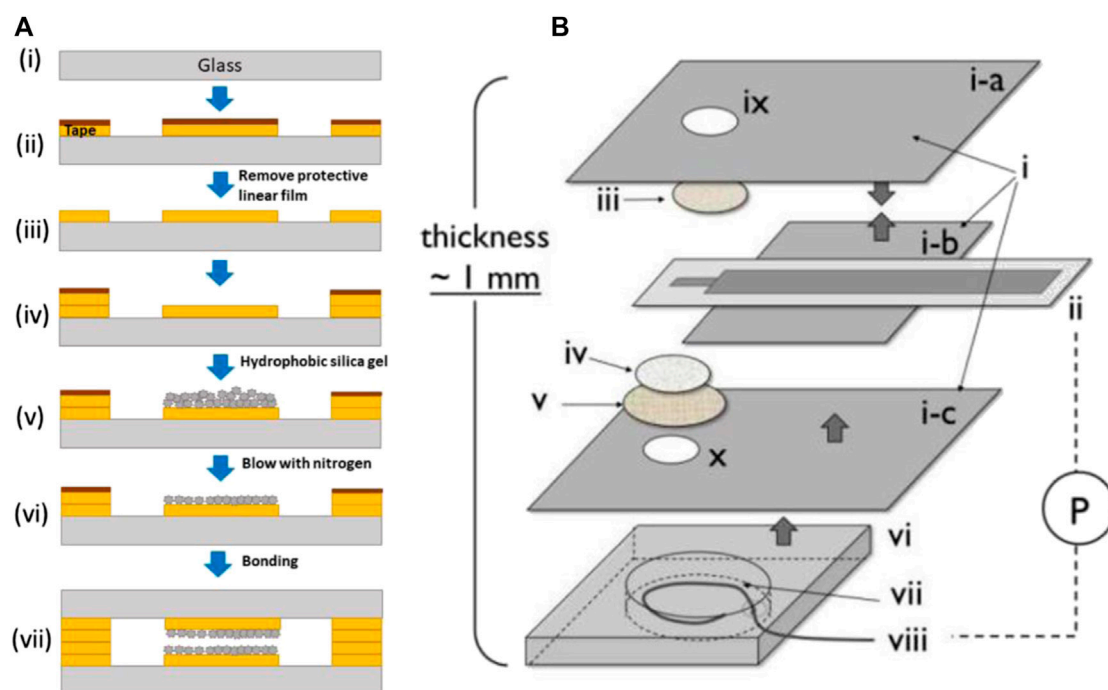 A
(i)
Glass
(ii)
Tape
Remove protective
linear film
(iii)
(iv)
Hydrophobic silica gel
(v)
Blow with nitrogen
(vi)
Bonding
(vii)
B
thickness
~ 1 mm
i-a
ix
i
iii
i-b
ii
iv
v
i-c
x
P
vi
vii
viii